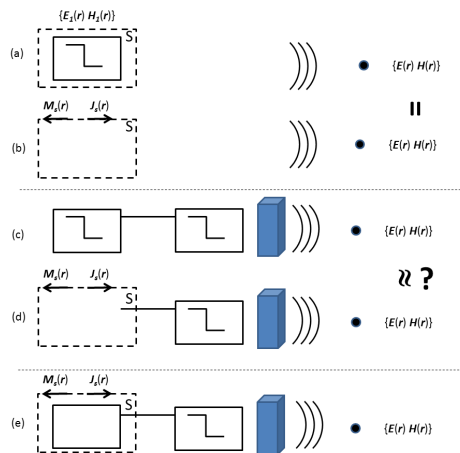 {E₁(r) H₁(r)}
S
(a)
{E(r) H(r)}
Mₛ(r) Jₛ(r)
S
(b)
{E(r) H(r)}
=
(c)
{E(r) H(r)}
≈ ?
Mₛ(r) Jₛ(r)
S
(d)
{E(r) H(r)}
Mₛ(r) Jₛ(r)
S
(e)
{E(r) H(r)}